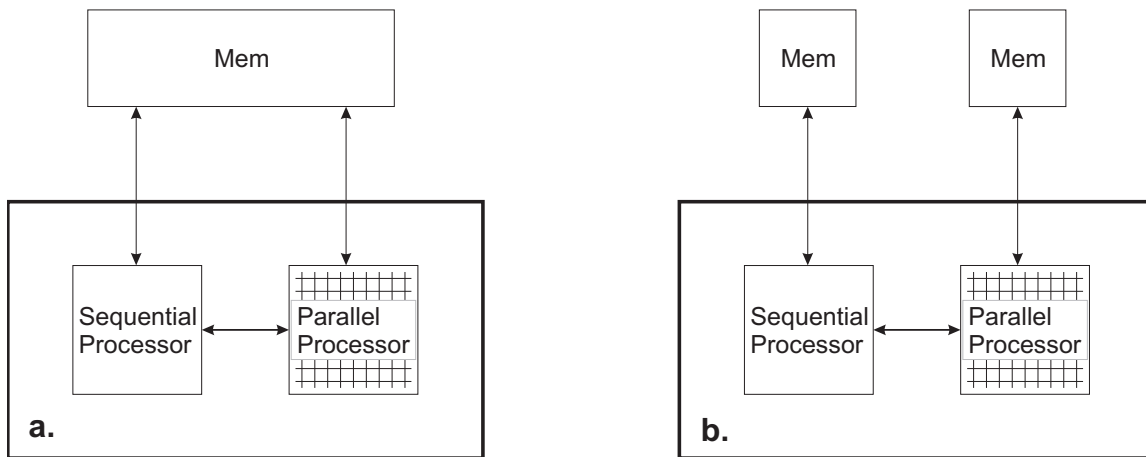 Mem
Sequential
Processor
Parallel
Processor
a.
Mem
Mem
Sequential
Processor
Parallel
Processor
b.